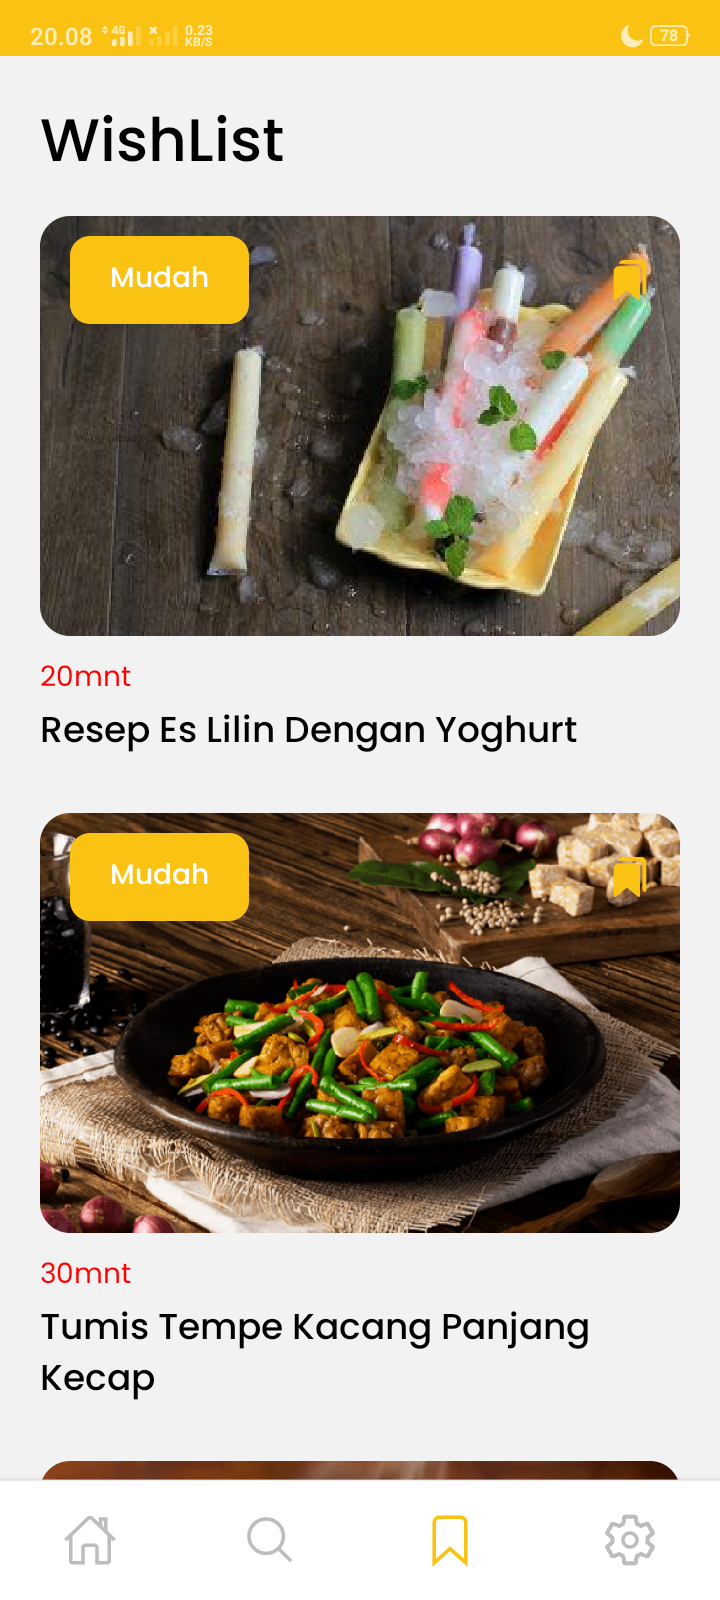 20.08 4G 0.23 KB/S 78
WishList
Mudah
20mnt
Resep Es Lilin Dengan Yoghurt
Mudah
30mnt
Tumis Tempe Kacang Panjang
Kecap